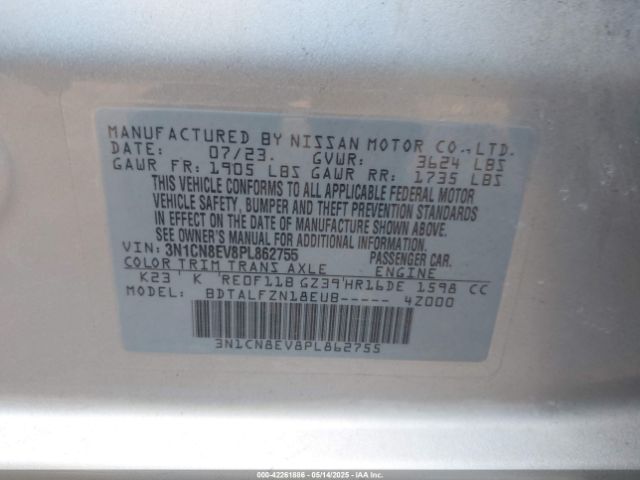 MANUFACTURED BY NISSAN MOTOR CO.,LTD.
DATE: 07/23. GVWR: 3624 LBS
GAWR FR: 1905 LBS GAWR RR: 1735 LBS
THIS VEHICLE CONFORMS TO ALL APPLICABLE FEDERAL MOTOR
VEHICLE SAFETY, BUMPER AND THEFT PREVENTION STANDARDS
IN EFFECT ON THE DATE OF MANUFACTURE SHOWN ABOVE.
SEE OWNER'S MANUAL FOR ADDITIONAL INFORMATION.
VIN: 3N1CN8EV8PL862755 PASSENGER CAR.
COLOR TRIM TRANS AXLE ENGINE
K23 ' K RE0F11B GZ39'HR16DE 1598 CC
MODEL: BDTALFZN18EUB----- 4Z000
3N1CN8EV8PL862755
000-42261886 - 05/14/2025 - IAA Inc.